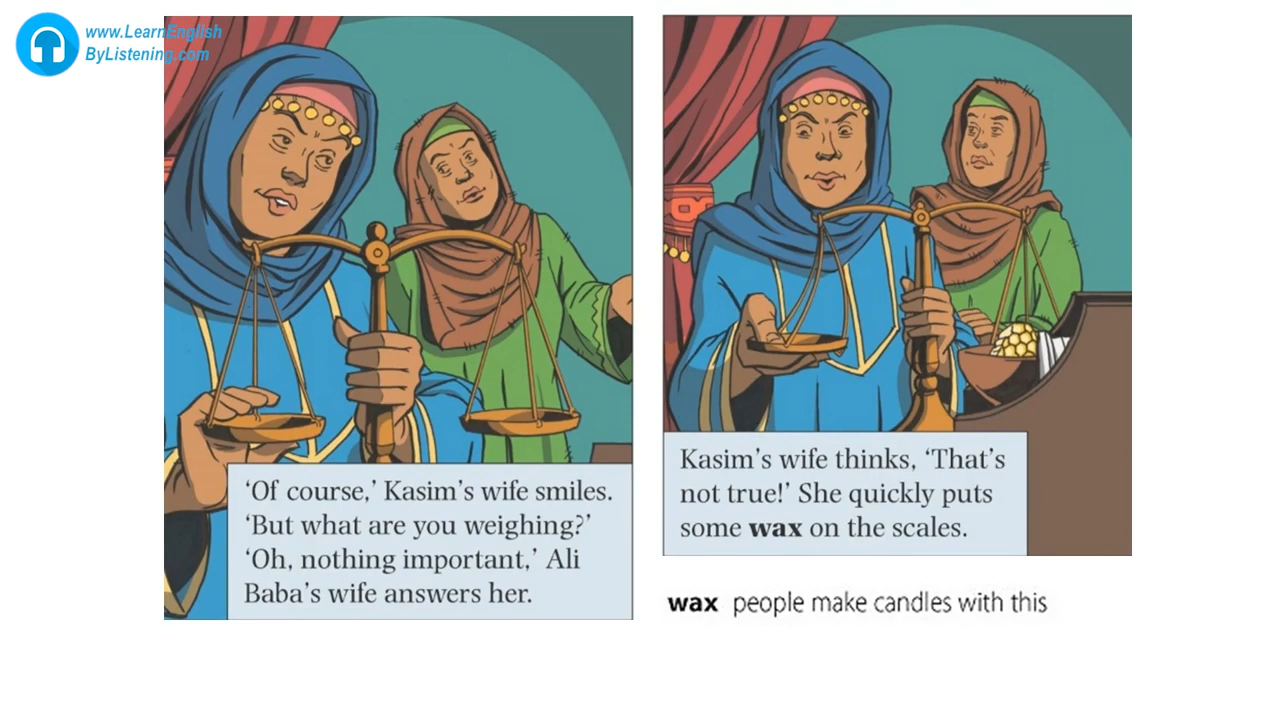 www.LearnEnglish
ByListening.com
‘Of course,’ Kasim’s wife smiles.
‘But what are you weighing?’
‘Oh, nothing important,’ Ali
Baba’s wife answers her.
Kasim’s wife thinks, ‘That’s
not true!’ She quickly puts
some wax on the scales.
wax people make candles with this